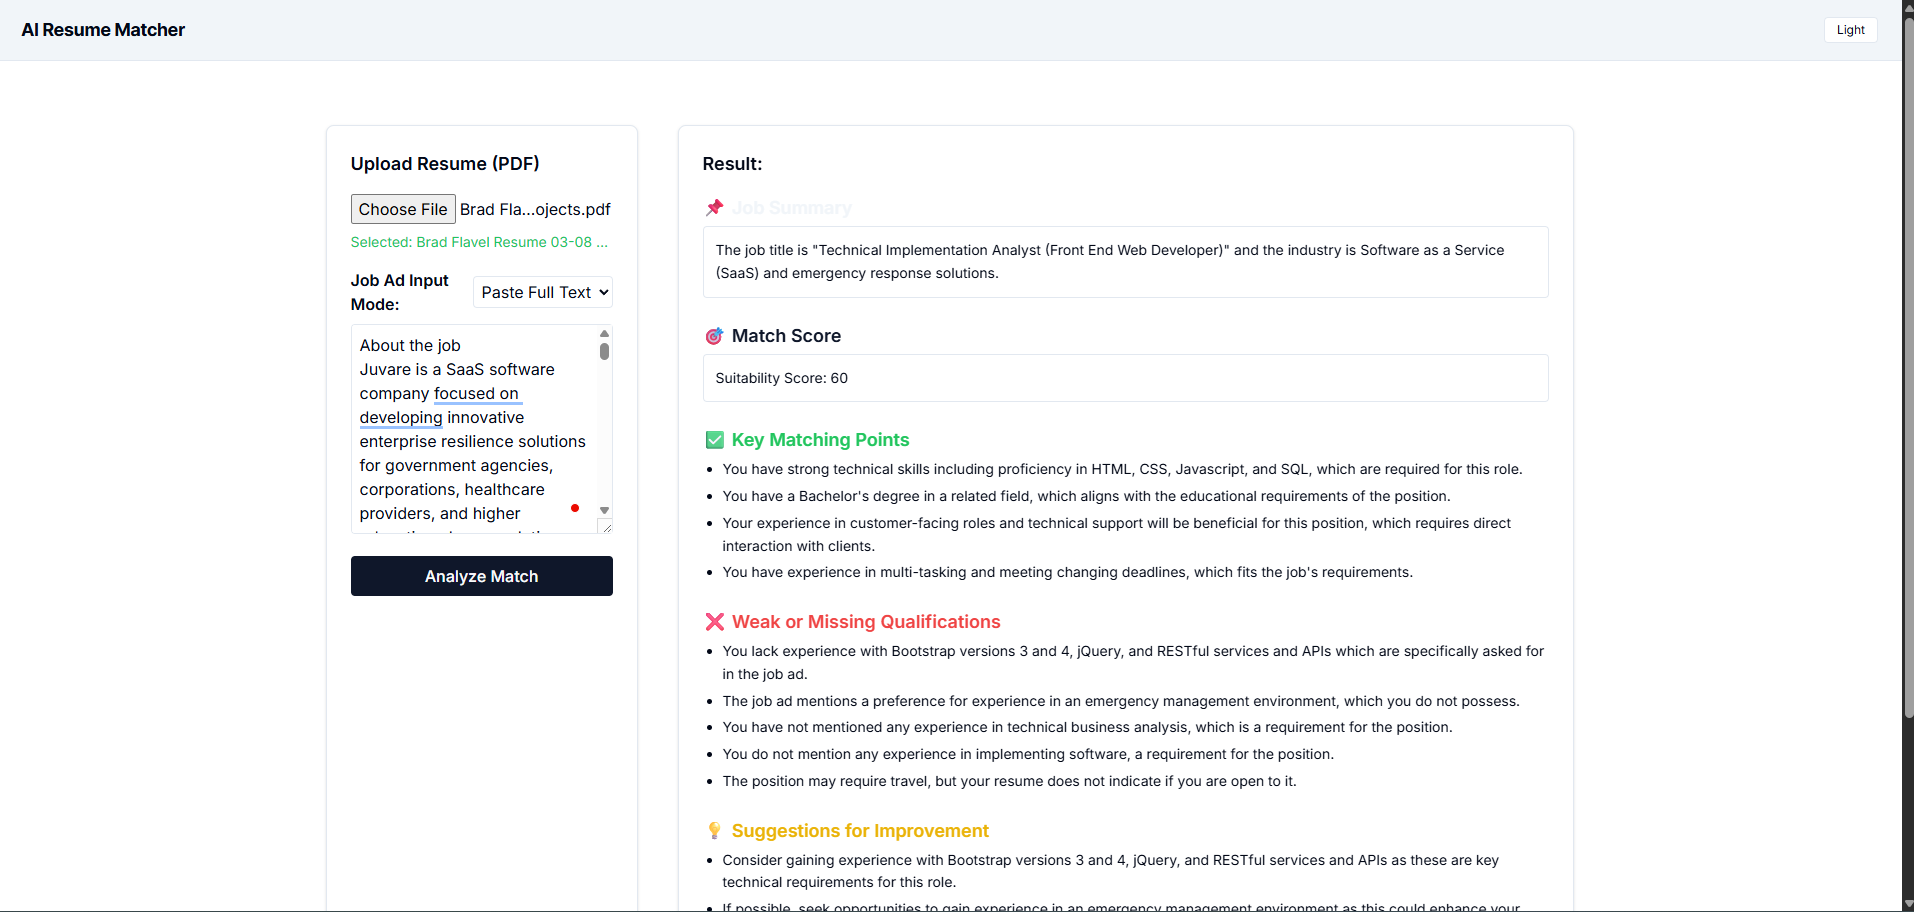 AI Resume Matcher
Light
Upload Resume (PDF)
Choose File Brad Fla...ojects.pdf
Selected: Brad Flavel Resume 03-08 ...
Job Ad Input
Mode:
Paste Full Text
About the job
Juvare is a SaaS software
company focused on
developing innovative
enterprise resilience solutions
for government agencies,
corporations, healthcare
providers, and higher
Analyze Match
Result:
Job Summary
The job title is "Technical Implementation Analyst (Front End Web Developer)" and the industry is Software as a Service
(SaaS) and emergency response solutions.
Match Score
Suitability Score: 60
Key Matching Points
• You have strong technical skills including proficiency in HTML, CSS, Javascript, and SQL, which are required for this role.
• You have a Bachelor's degree in a related field, which aligns with the educational requirements of the position.
• Your experience in customer-facing roles and technical support will be beneficial for this position, which requires direct
interaction with clients.
• You have experience in multi-tasking and meeting changing deadlines, which fits the job's requirements.
Weak or Missing Qualifications
• You lack experience with Bootstrap versions 3 and 4, jQuery, and RESTful services and APIs which are specifically asked for
in the job ad.
• The job ad mentions a preference for experience in an emergency management environment, which you do not possess.
• You have not mentioned any experience in technical business analysis, which is a requirement for the position.
• You do not mention any experience in implementing software, a requirement for the position.
• The position may require travel, but your resume does not indicate if you are open to it.
Suggestions for Improvement
• Consider gaining experience with Bootstrap versions 3 and 4, jQuery, and RESTful services and APIs as these are key
technical requirements for this role.
• If possible, seek opportunities to gain experience in an emergency management environment as this could enhance your